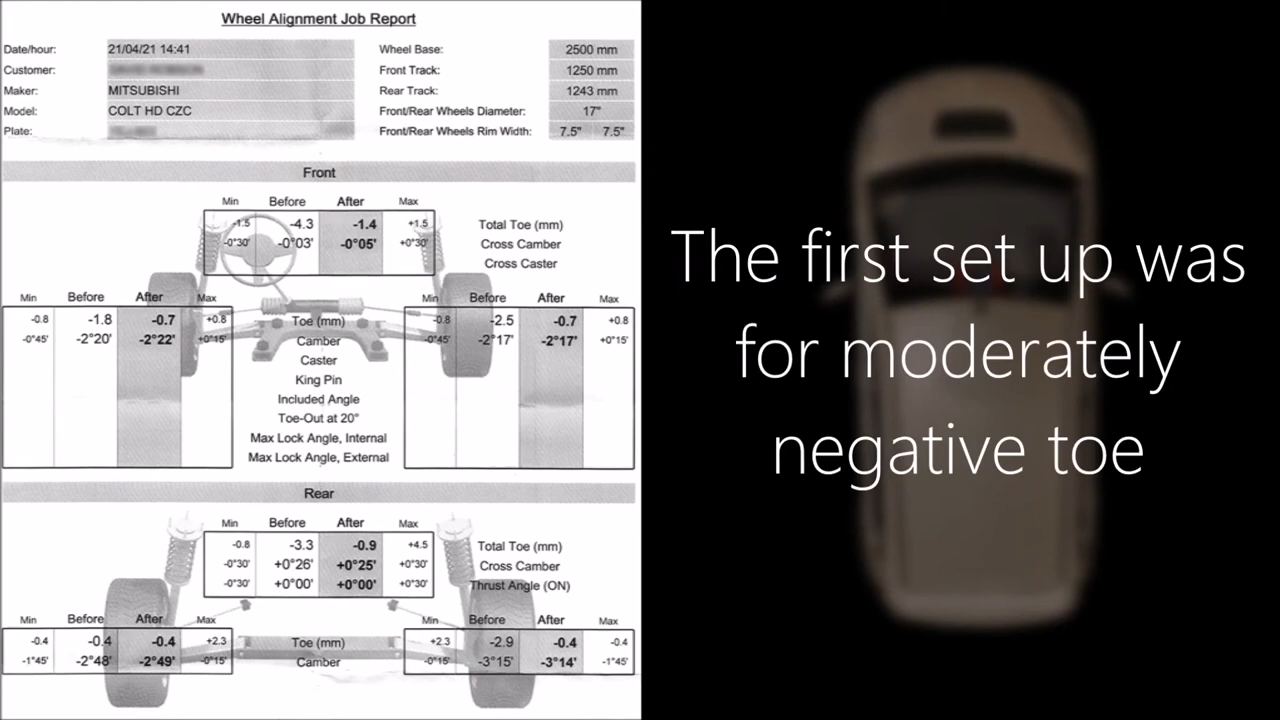 Wheel Alignment Job Report
Date/hour: 21/04/21 14:41 Wheel Base: 2500 mm
Customer: Front Track: 1250 mm
Maker: MITSUBISHI Rear Track: 1243 mm
Model: COLT HD CZC Front/Rear Wheels Diameter: 17"
Plate: Front/Rear Wheels Rim Width: 7.5" 7.5"
Front
Min Before After Max
-1.5 -4.3 -1.4 +1.5 Total Toe (mm)
-0°30' -0°03' -0°05' +0°30' Cross Camber
Cross Caster
Min Before After Max Min Before After Max
-0.8 -1.8 -0.7 +0.8 Toe (mm) -0.8 -2.5 -0.7 +0.8
-0°45' -2°20' -2°22' +0°15' Camber -0°45' -2°17' -2°17' +0°15'
Caster
King Pin
Included Angle
Toe-Out at 20°
Max Lock Angle, Internal
Max Lock Angle, External
Rear
Min Before After Max
-0.8 -3.3 -0.9 +4.5 Total Toe (mm)
-0°30' +0°26' +0°25' +0°30' Cross Camber
-0°30' +0°00' +0°00' +0°30' Thrust Angle (ON)
Min Before After Max Min Before After Max
-0.4 -0.4 -0.4 +2.3 Toe (mm) +2.3 -2.9 -0.4 -0.4
-1°45' -2°48' -2°49' -0°15' Camber -0°15' -3°15' -3°14' -1°45'
The first set up was
for moderately
negative toe